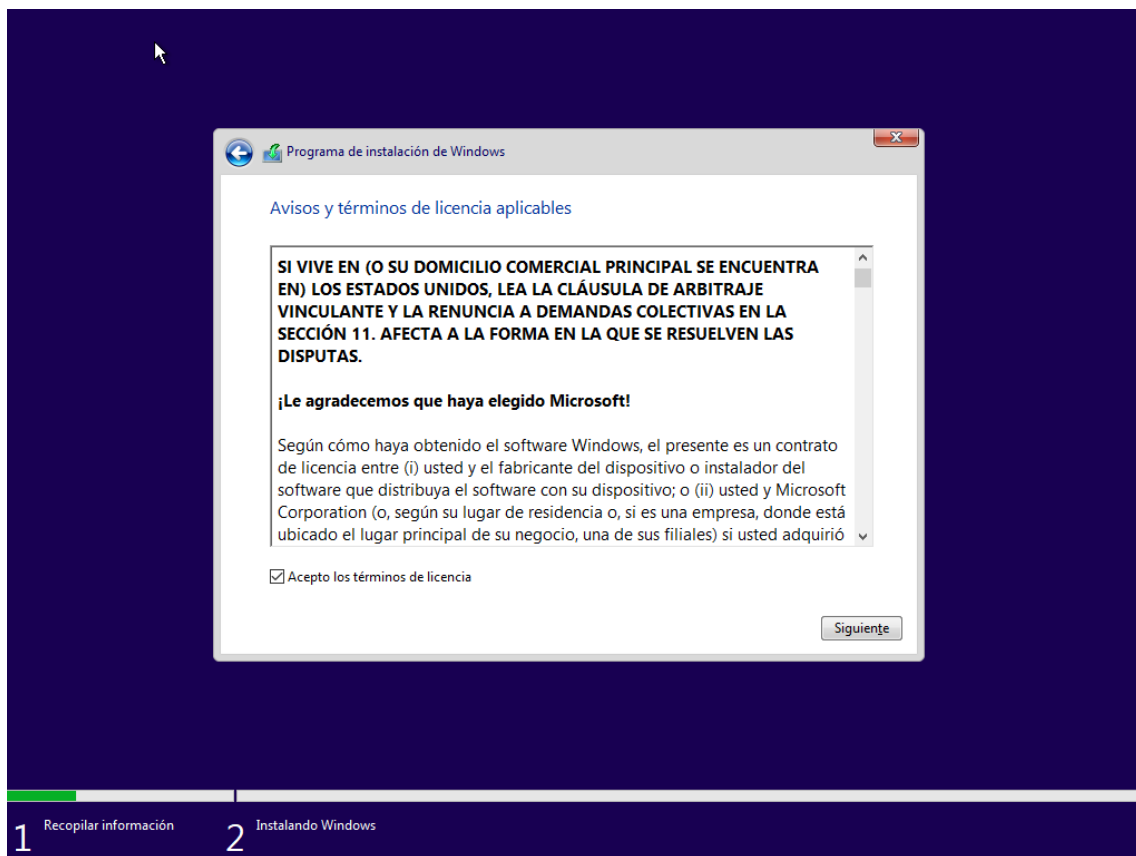 Programa de instalación de Windows
Avisos y términos de licencia aplicables
SI VIVE EN (O SU DOMICILIO COMERCIAL PRINCIPAL SE ENCUENTRA
EN) LOS ESTADOS UNIDOS, LEA LA CLÁUSULA DE ARBITRAJE
VINCULANTE Y LA RENUNCIA A DEMANDAS COLECTIVAS EN LA
SECCIÓN 11. AFECTA A LA FORMA EN LA QUE SE RESUELVEN LAS
DISPUTAS.
¡Le agradecemos que haya elegido Microsoft!
Según cómo haya obtenido el software Windows, el presente es un contrato
de licencia entre (i) usted y el fabricante del dispositivo o instalador del
software que distribuya el software con su dispositivo; o (ii) usted y Microsoft
Corporation (o, según su lugar de residencia o, si es una empresa, donde está
ubicado el lugar principal de su negocio, una de sus filiales) si usted adquirió
Acepto los términos de licencia
Siguiente
1 Recopilar información
2 Instalando Windows